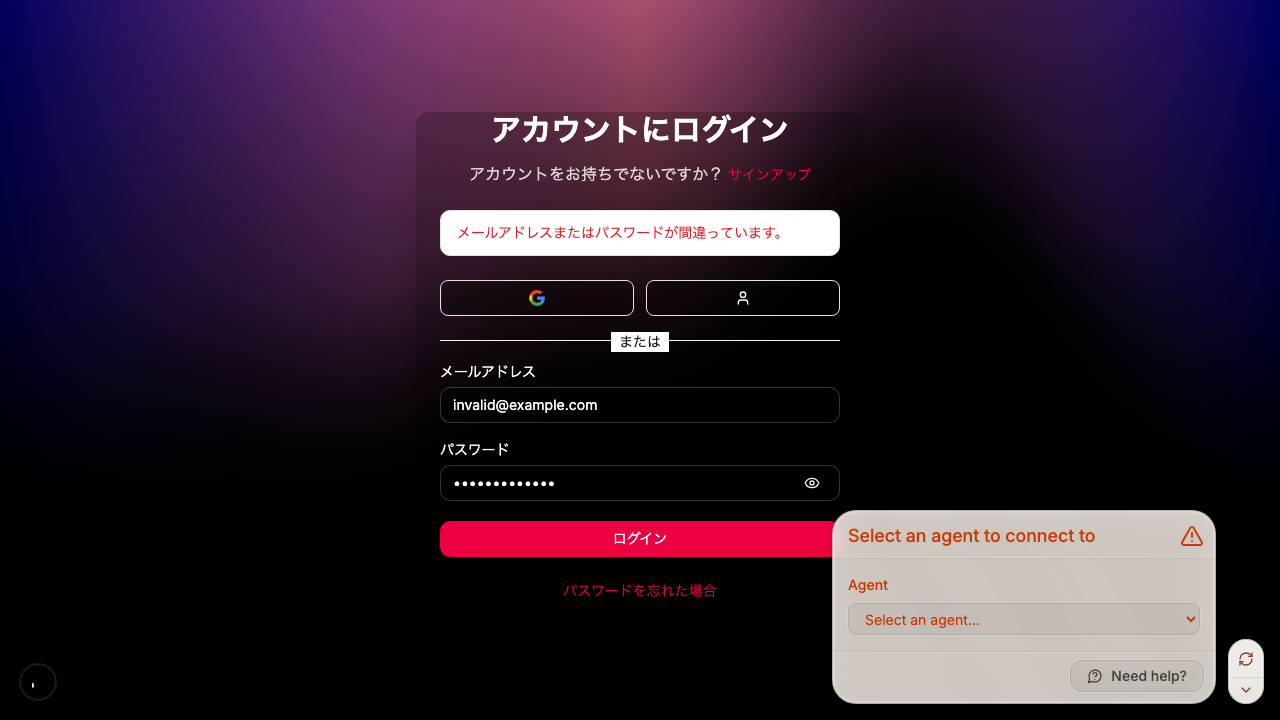 アカウントにログイン
アカウントをお持ちでないですか？ サインアップ
メールアドレスまたはパスワードが間違っています。
または
メールアドレス
invalid@example.com
パスワード
•••••••••••••
ログイン
パスワードを忘れた場合
Select an agent to connect to
Agent
Select an agent...
Need help?